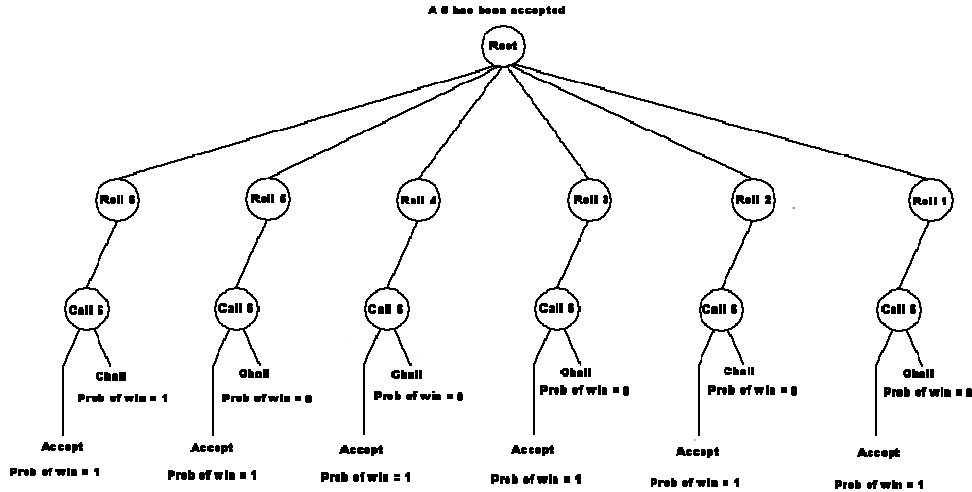 A 5 has been accepted
Root
Roll 6 Roll 5 Roll 4 Roll 3 Roll 2 Roll 1
Call 6 Call 6 Call 6 Call 6 Call 6 Call 6
Chall Chall Chall Chall Chall Chall
Prob of win = 1 Prob of win = 0 Prob of win = 0 Prob of win = 0 Prob of win = 0 Prob of win = 0
Accept Accept Accept Accept Accept Accept
Prob of win = 1 Prob of win = 1 Prob of win = 1 Prob of win = 1 Prob of win = 1 Prob of win = 1